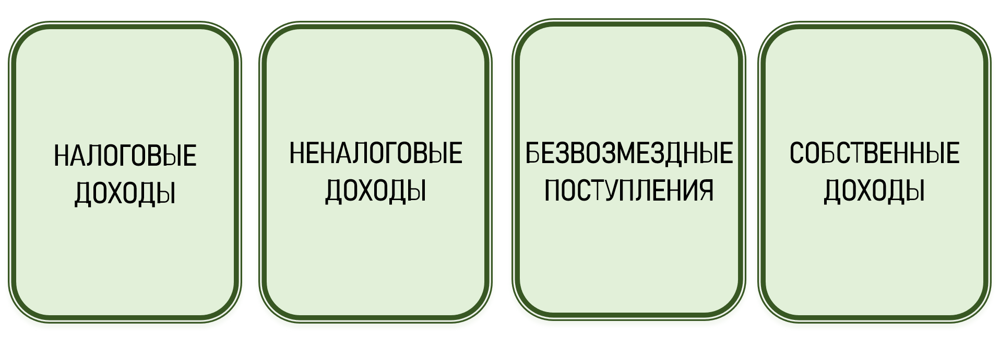 НАЛОГОВЫЕ
ДОХОДЫ
НЕНАЛОГОВЫЕ
ДОХОДЫ
БЕЗВОЗМЕЗДНЫЕ
ПОСТУПЛЕНИЯ
СОБСТВЕННЫЕ
ДОХОДЫ